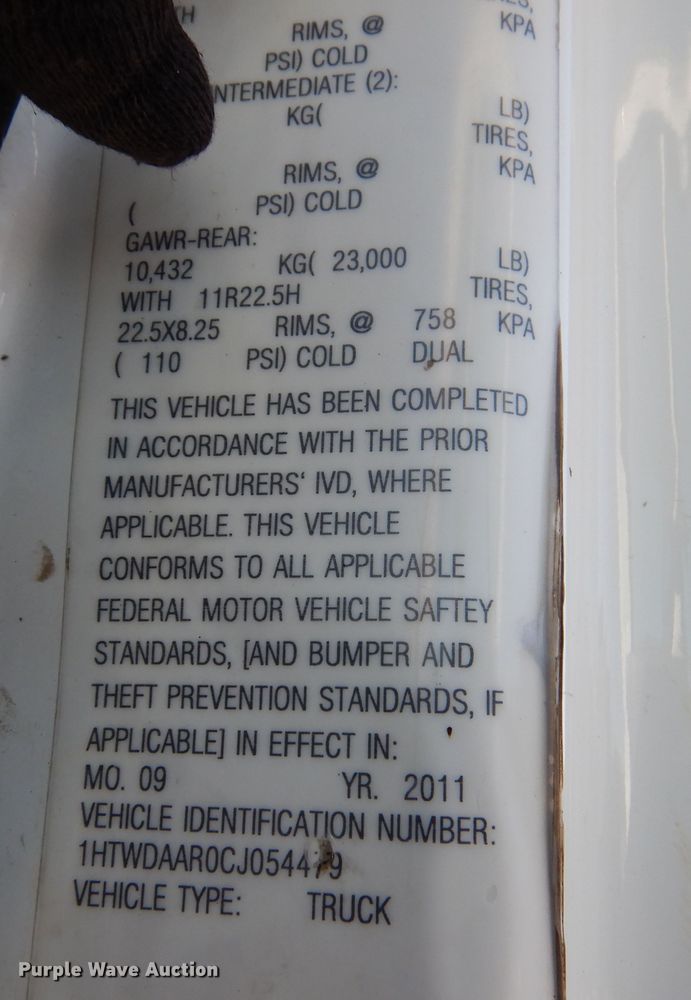 TH
RIMS, @ KPA
PSI) COLD
NTERMEDIATE (2):
KG( LB)
TIRES,
RIMS, @ KPA
( PSI) COLD
GAWR-REAR:
10,432 KG( 23,000 LB)
WITH 11R22.5H TIRES,
22.5X8.25 RIMS, @ 758 KPA
( 110 PSI) COLD DUAL
THIS VEHICLE HAS BEEN COMPLETED
IN ACCORDANCE WITH THE PRIOR
MANUFACTURERS' IVD, WHERE
APPLICABLE. THIS VEHICLE
CONFORMS TO ALL APPLICABLE
FEDERAL MOTOR VEHICLE SAFTEY
STANDARDS, [AND BUMPER AND
THEFT PREVENTION STANDARDS, IF
APPLICABLE] IN EFFECT IN:
MO. 09 YR. 2011
VEHICLE IDENTIFICATION NUMBER:
1HTWDAAR0CJ054479
VEHICLE TYPE: TRUCK
Purple Wave Auction